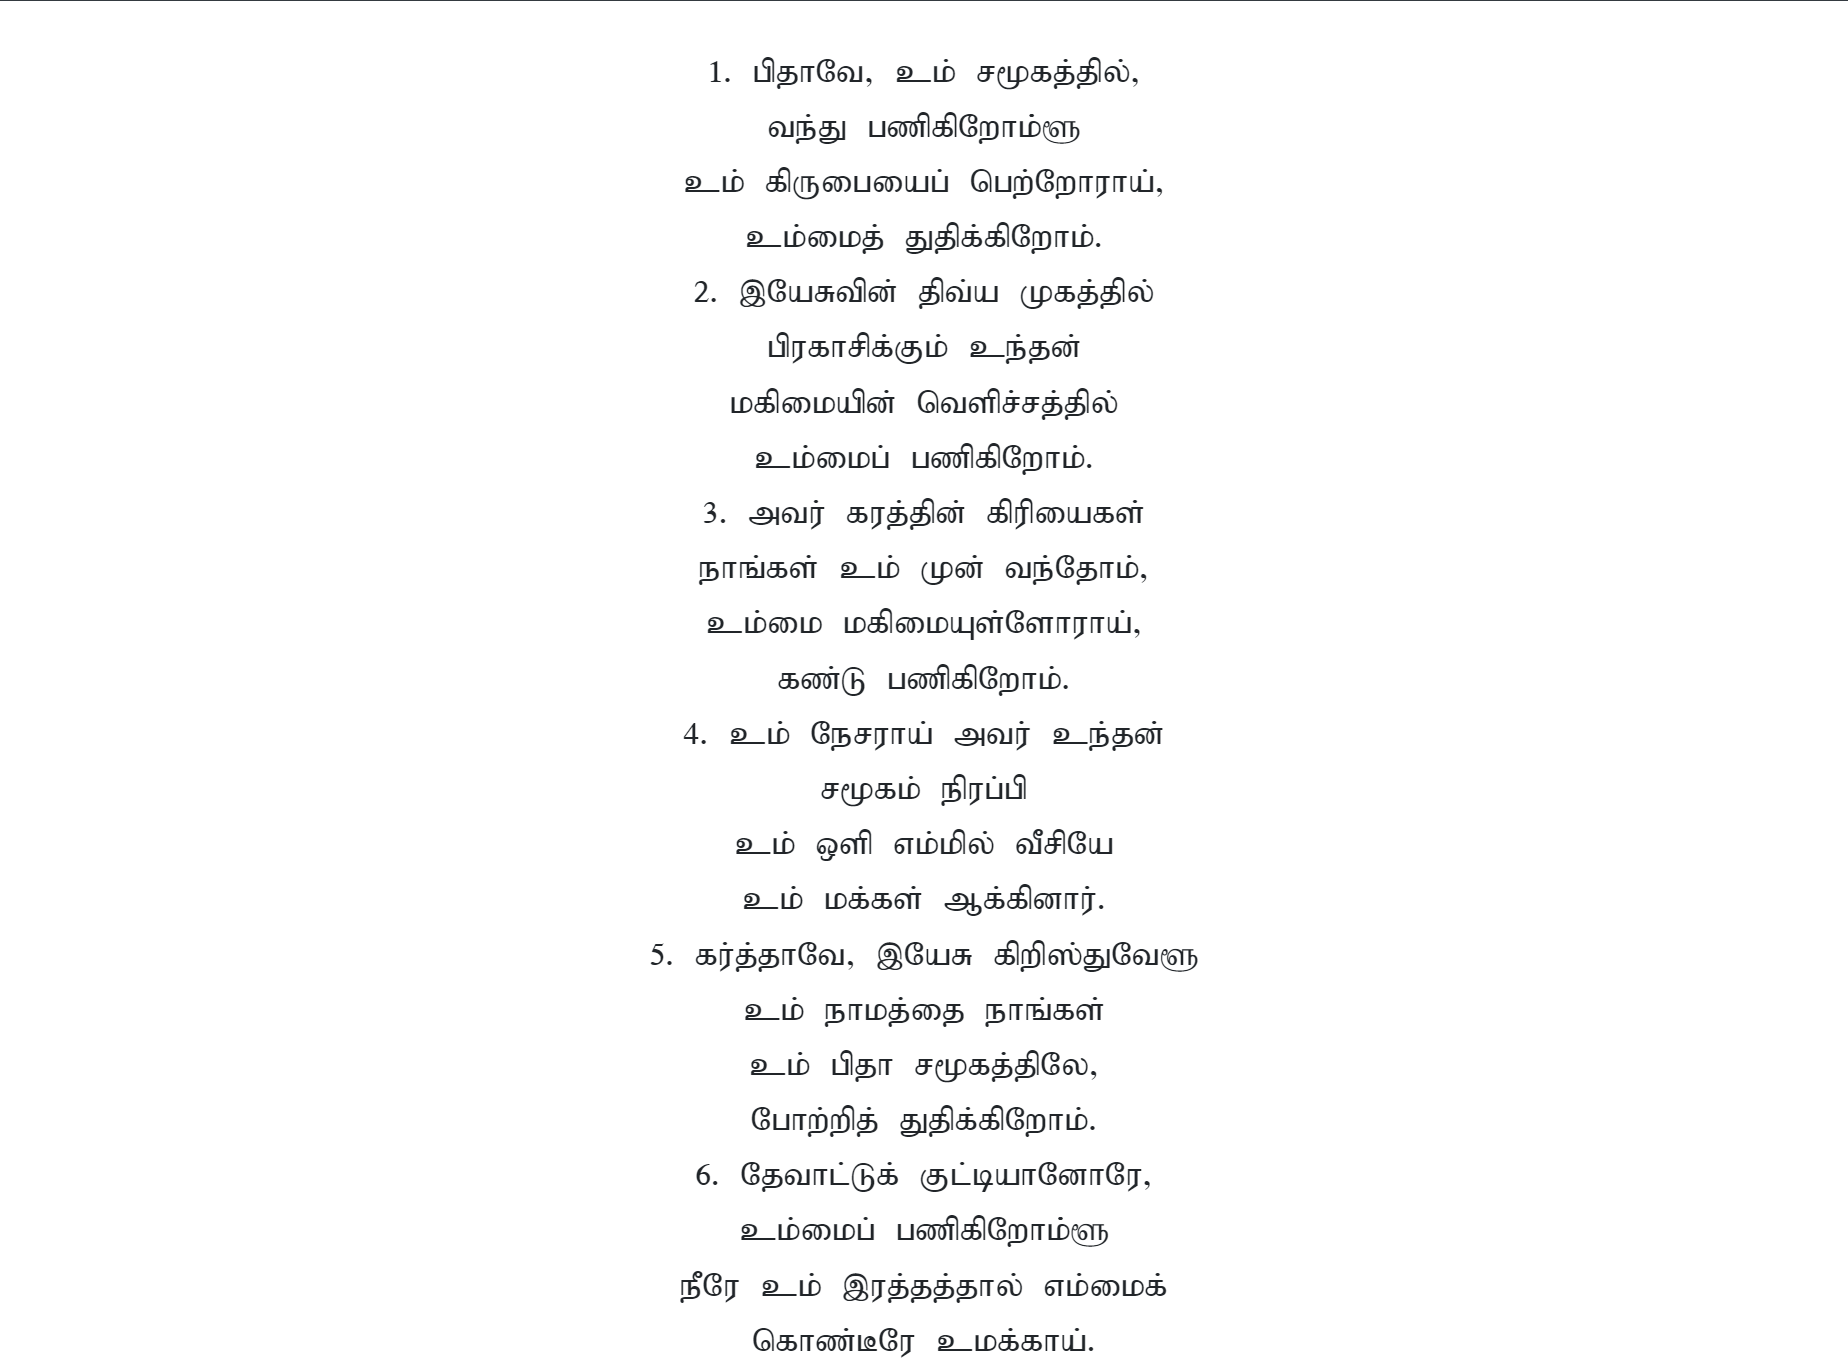 1. பிதாவே, உம் சமூகத்தில்,
வந்து பணிகிறோம்ளூ
உம் கிருபையைப் பெற்றோராய்,
உம்மைத் துதிக்கிறோம்.
2. இயேசுவின் திவ்ய முகத்தில்
பிரகாசிக்கும் உந்தன்
மகிமையின் வெளிச்சத்தில்
உம்மைப் பணிகிறோம்.
3. அவர் கரத்தின் கிரியைகள்
நாங்கள் உம் முன் வந்தோம்,
உம்மை மகிமையுள்ளோராய்,
கண்டு பணிகிறோம்.
4. உம் நேசராய் அவர் உந்தன்
சமூகம் நிரப்பி
உம் ஒளி எம்மில் வீசியே
உம் மக்கள் ஆக்கினார்.
5. கர்த்தாவே, இயேசு கிறிஸ்துவேளூ
உம் நாமத்தை நாங்கள்
உம் பிதா சமூகத்திலே,
போற்றித் துதிக்கிறோம்.
6. தேவாட்டுக் குட்டியானோரே,
உம்மைப் பணிகிறோம்ளூ
நீரே உம் இரத்தத்தால் எம்மைக்
கொண்டீரே உமக்காய்.